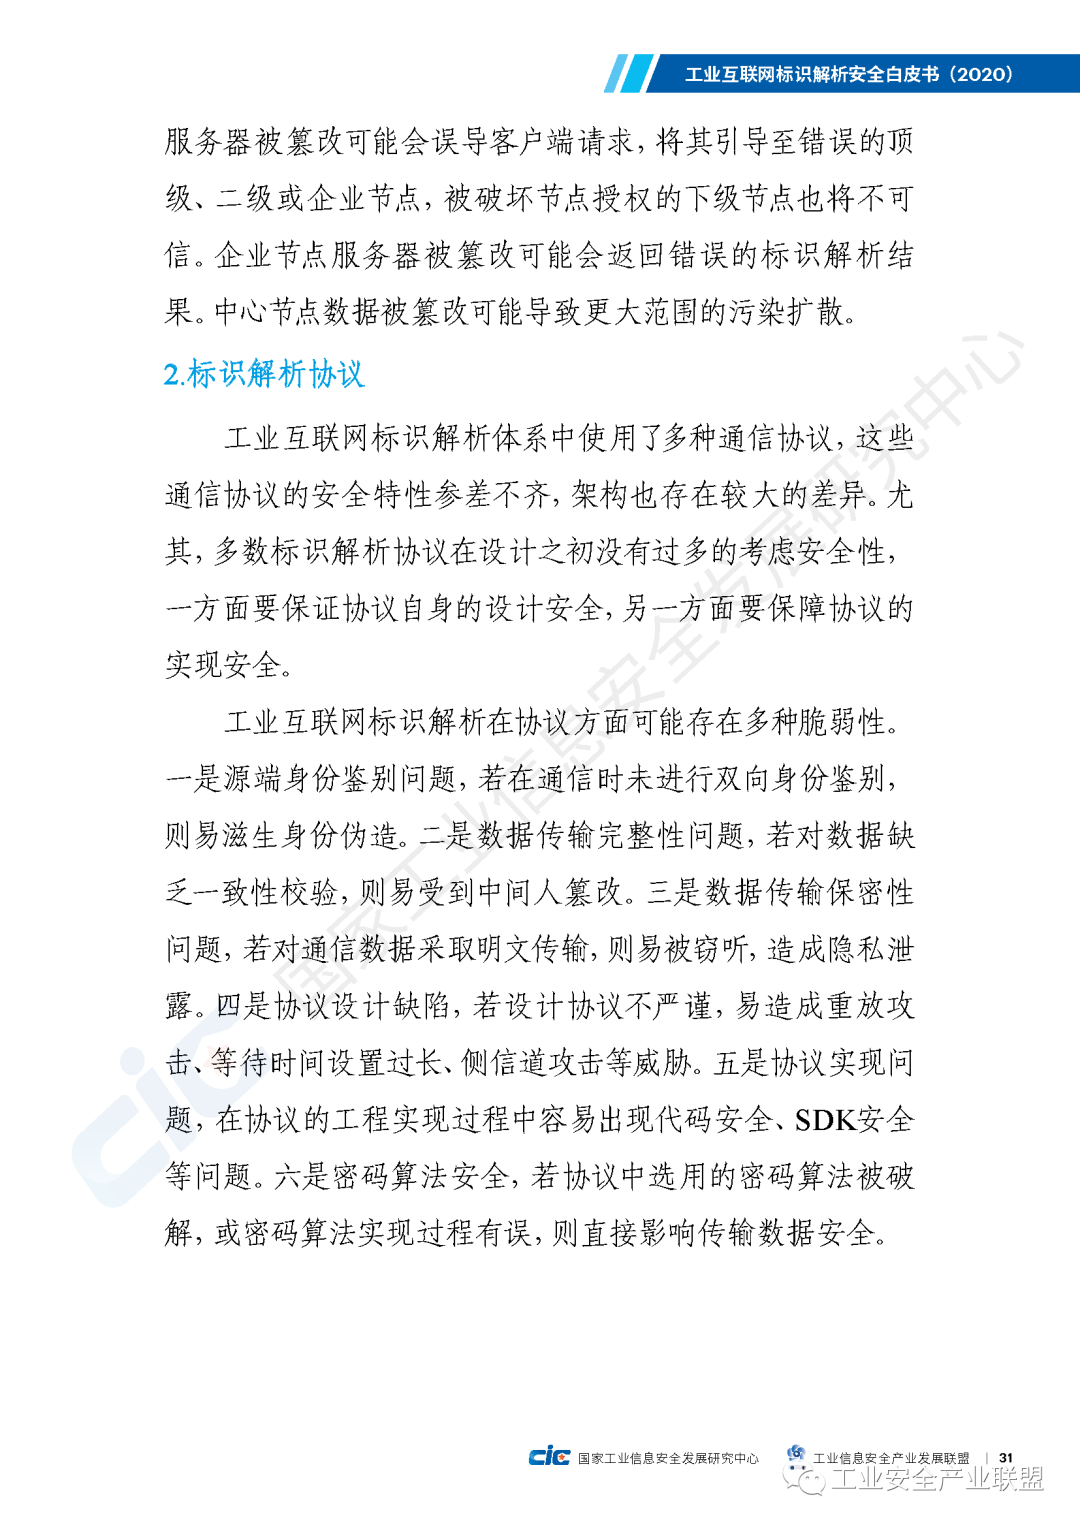 工业互联网标识解析安全白皮书（2020）
服务器被篡改可能会误导客户端请求，将其引导至错误的顶
级、二级或企业节点，被破坏节点授权的下级节点也将不可
信。企业节点服务器被篡改可能会返回错误的标识解析结
果。中心节点数据被篡改可能导致更大范围的污染扩散。
2.标识解析协议
工业互联网标识解析体系中使用了多种通信协议，这些
通信协议的安全特性参差不齐，架构也存在较大的差异。尤
其，多数标识解析协议在设计之初没有过多的考虑安全性，
一方面要保证协议自身的设计安全，另一方面要保障协议的
实现安全。
工业互联网标识解析在协议方面可能存在多种脆弱性。
一是源端身份鉴别问题，若在通信时未进行双向身份鉴别，
则易滋生身份伪造。二是数据传输完整性问题，若对数据缺
乏一致性校验，则易受到中间人篡改。三是数据传输保密性
问题，若对通信数据采取明文传输，则易被窃听，造成隐私泄
露。四是协议设计缺陷，若设计协议不严谨，易造成重放攻
击、等待时间设置过长、侧信道攻击等威胁。五是协议实现问
题，在协议的工程实现过程中容易出现代码安全、SDK安全
等问题。六是密码算法安全，若协议中选用的密码算法被破
解，或密码算法实现过程有误，则直接影响传输数据安全。
国家工业信息安全发展研究中心
CIC
CIC 国家工业信息安全发展研究中心 工业信息安全产业发展联盟 | 31
工业安全产业联盟